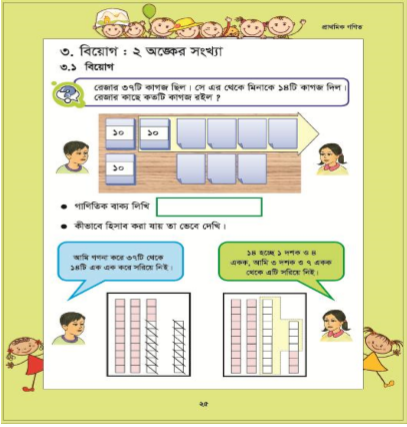 প্রাথমিক গণিত
৩. বিয়োগ : ২ অঙ্কের সংখ্যা
৩.১ বিয়োগ
রেজার ৩৭টি কাগজ ছিল। সে এর থেকে মিনাকে ১৪টি কাগজ দিল।
রেজার কাছে কতটি কাগজ রইল ?
১০ ১০
১০
● গাণিতিক বাক্য লিখি
● কীভাবে হিসাব করা যায় তা ভেবে দেখি।
আমি গণনা করে ৩৭টি থেকে
১৪টি এক এক করে সরিয়ে নিই।
১৪ হচ্ছে ১ দশক ও ৪
একক, আমি ৩ দশক ও ৭ একক
থেকে এটি সরিয়ে নিই।
২৫